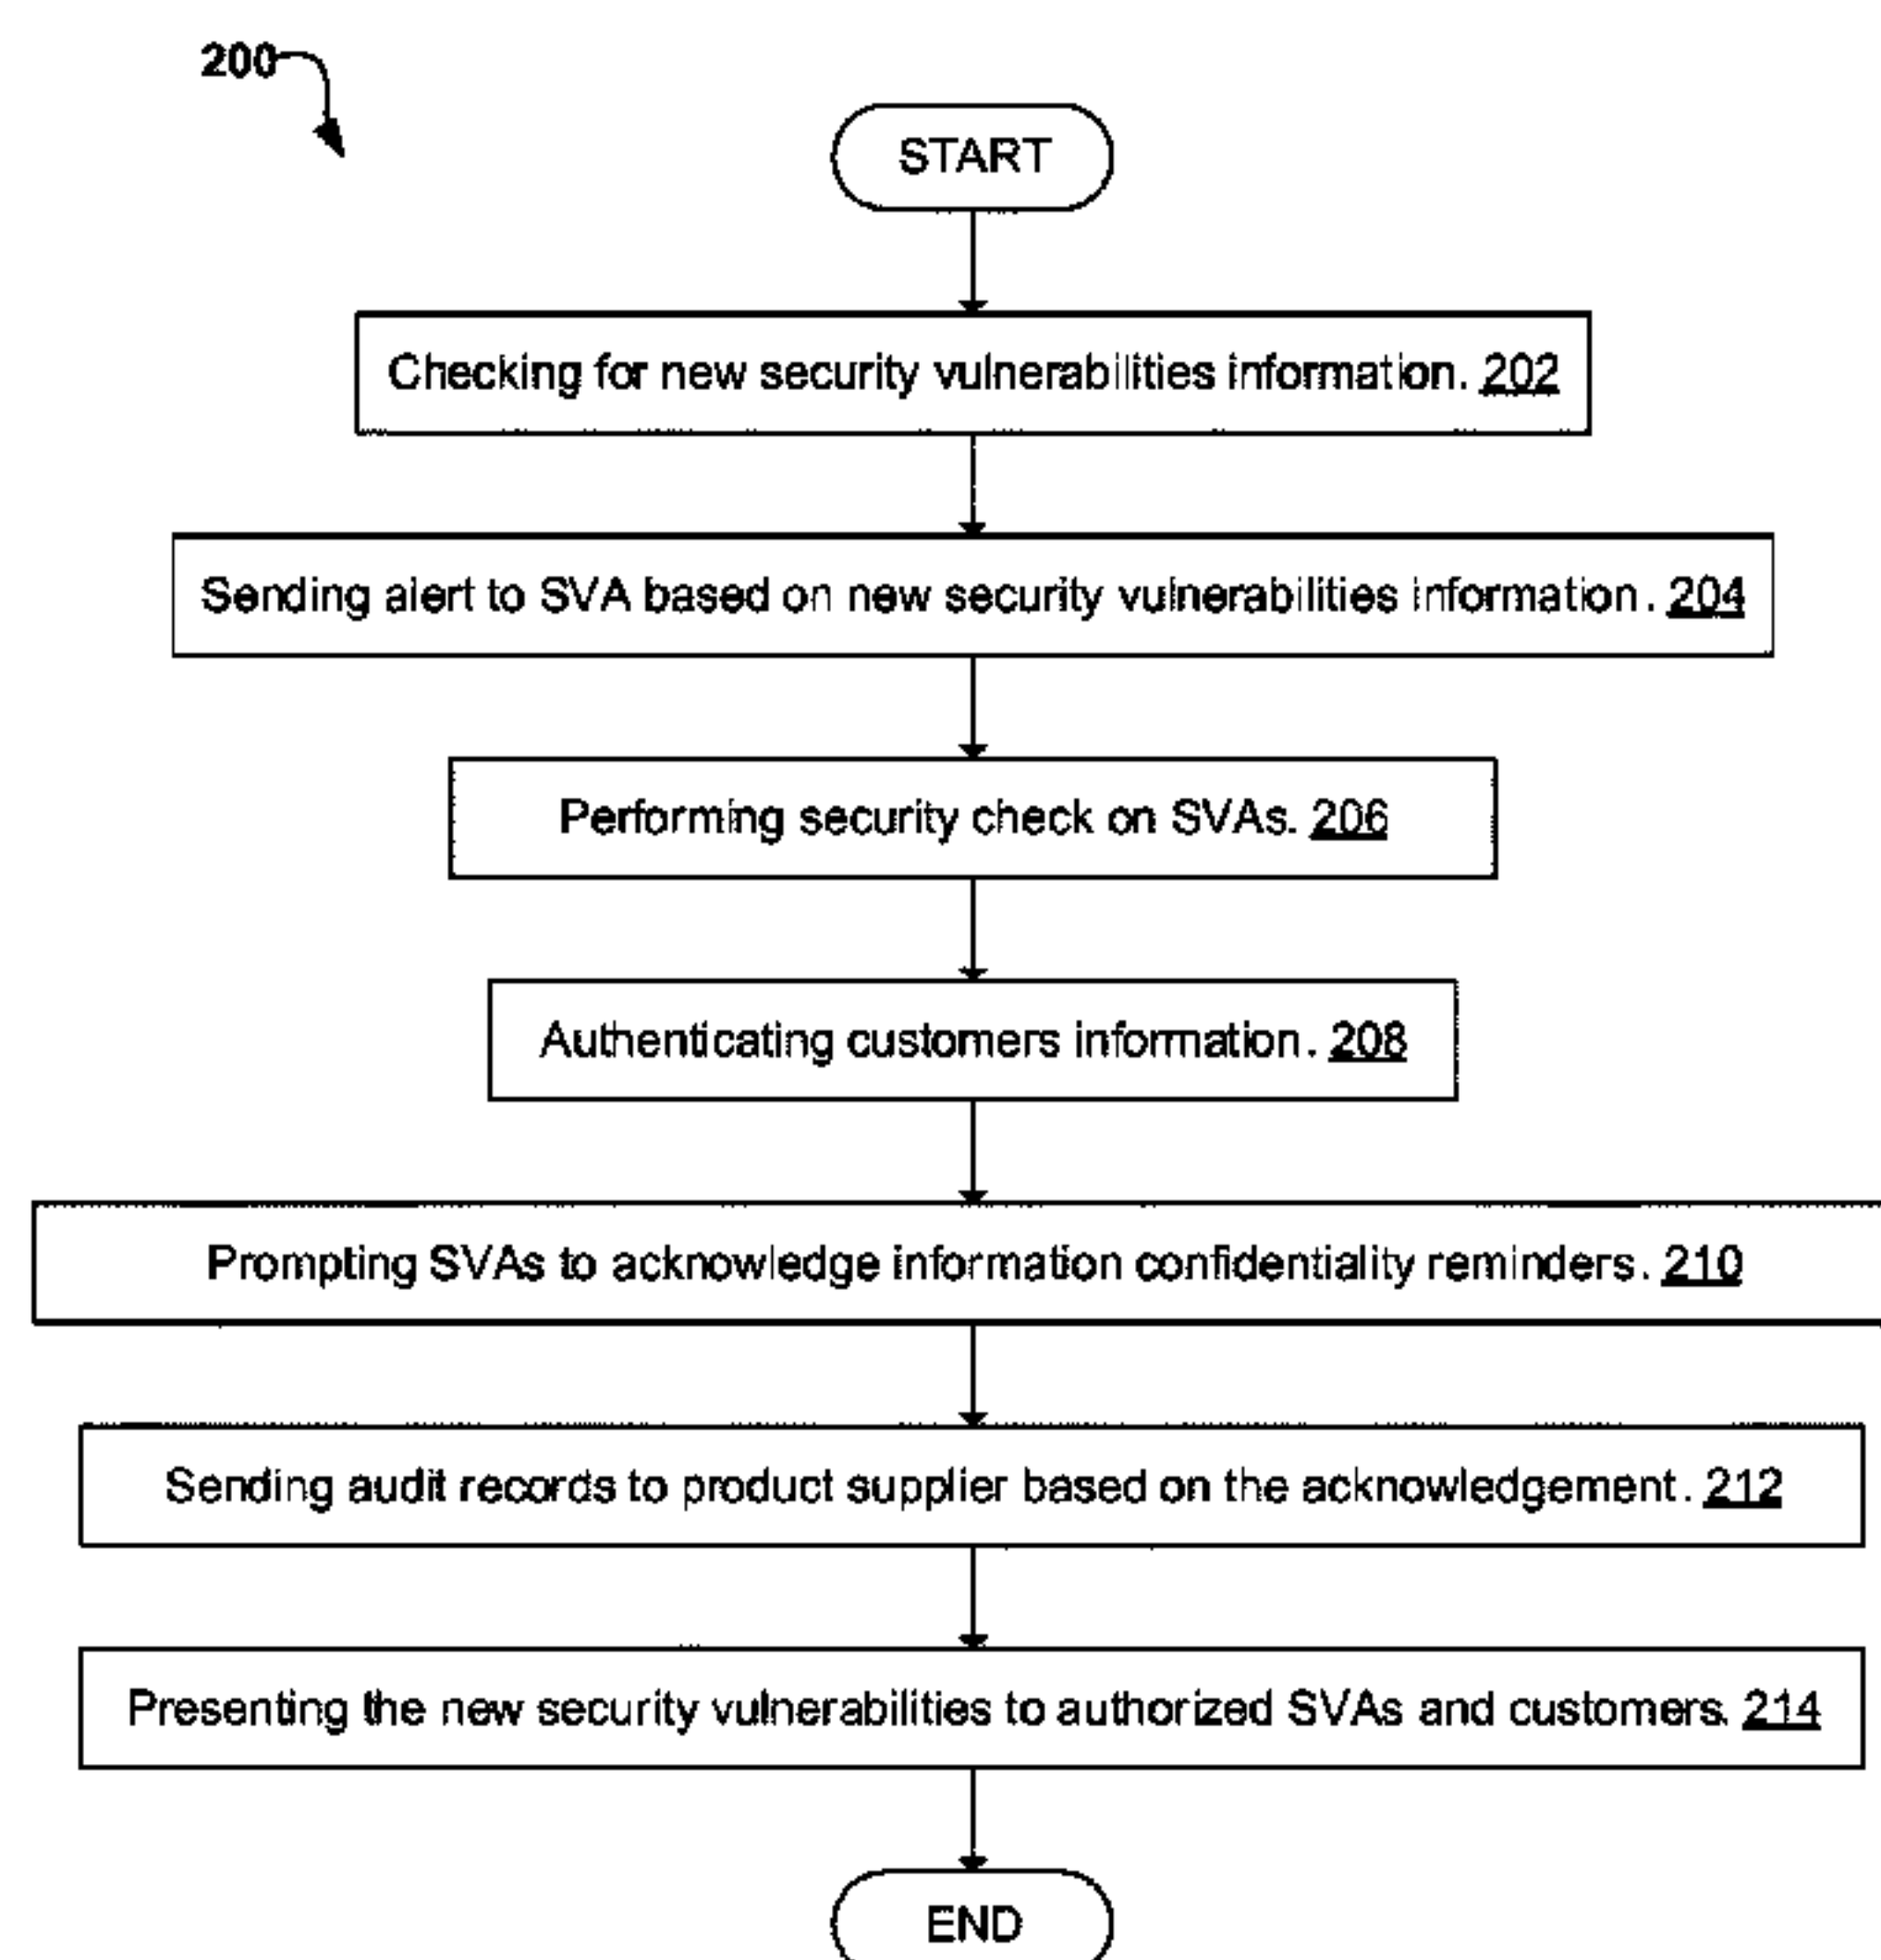 200
START
Checking for new security vulnerabilities information. 202
Sending alert to SVA based on new security vulnerabilities information. 204
Performing security check on SVAs. 206
Authenticating customers information. 208
Prompting SVAs to acknowledge information confidentiality reminders. 210
Sending audit records to product supplier based on the acknowledgement. 212
Presenting the new security vulnerabilities to authorized SVAs and customers. 214
END